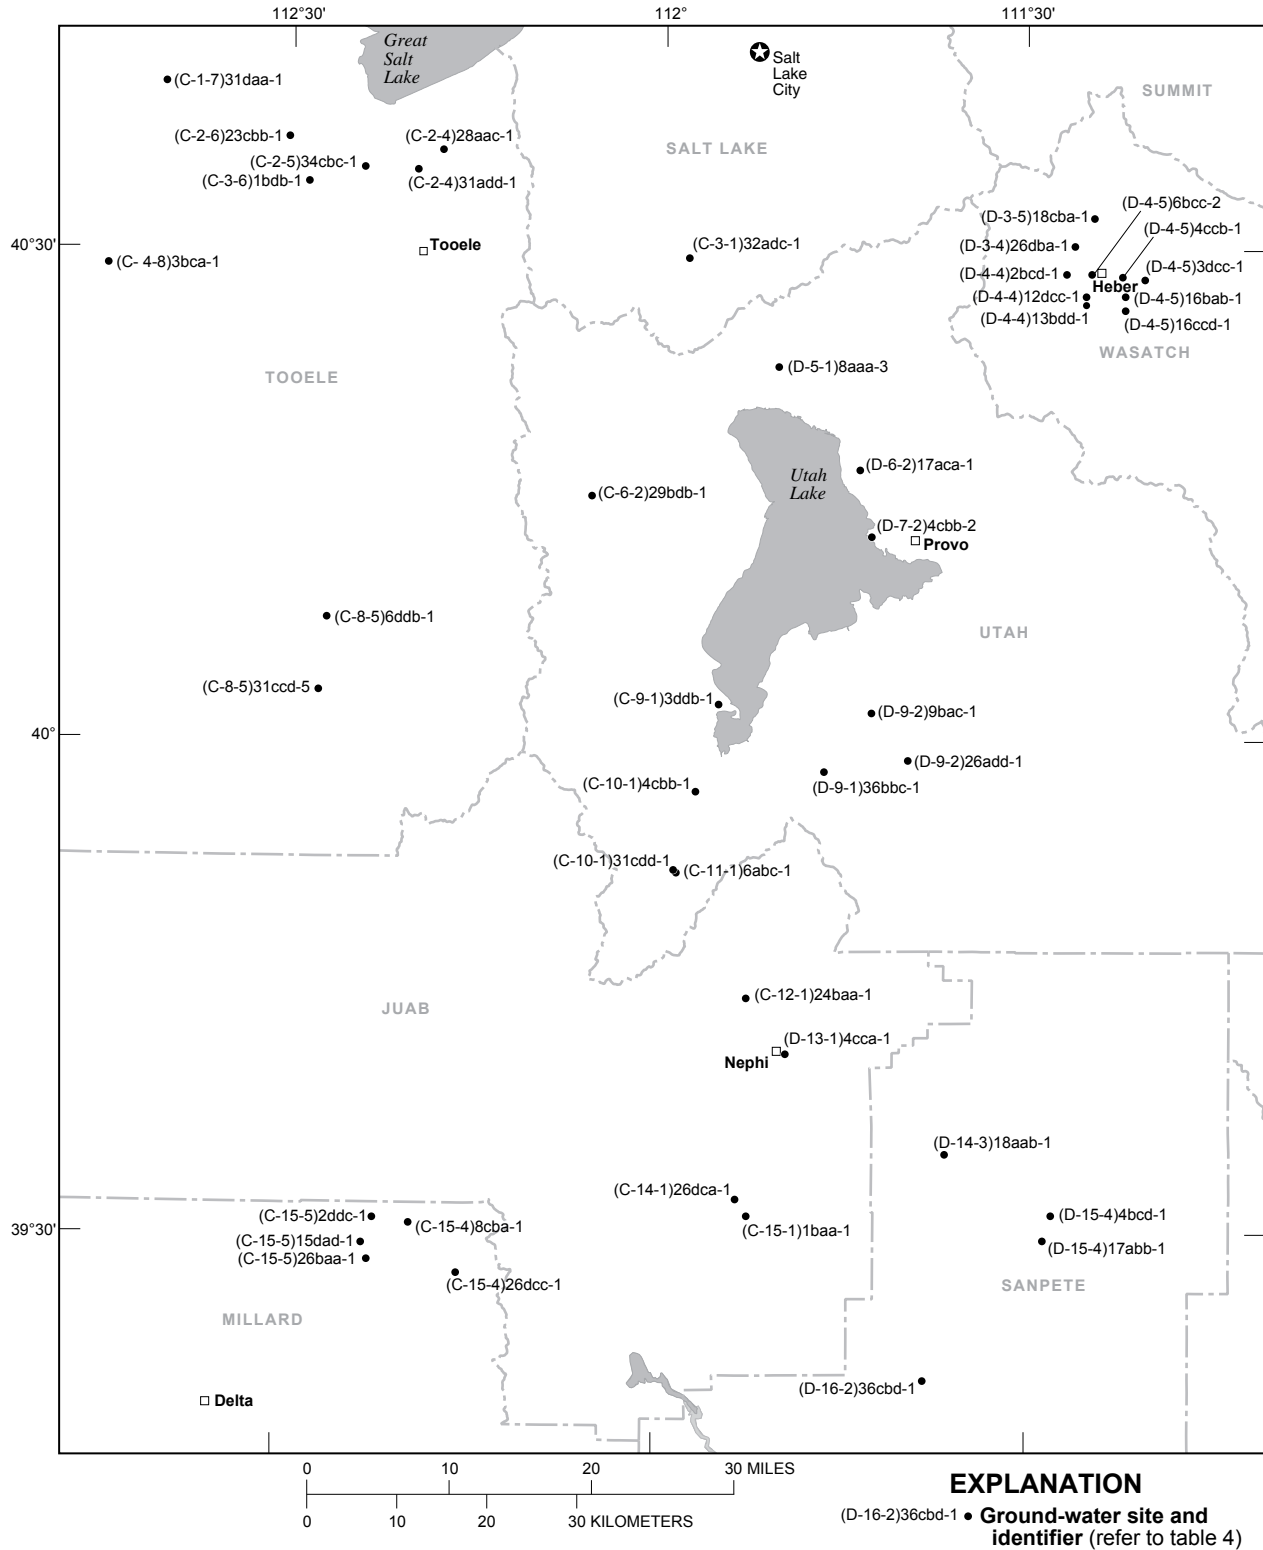 112°30'
112°
111°30'
Great
Salt
Lake
Salt
Lake
City
(C-1-7)31daa-1
SUMMIT
(C-2-6)23cbb-1
(C-2-4)28aac-1
SALT LAKE
(C-2-5)34cbc-1
(C-3-6)1bdb-1
(C-2-4)31add-1
(D-4-5)6bcc-2
(D-3-5)18cba-1
(D-4-5)4ccb-1
40°30'
Tooele
(C-3-1)32adc-1
(D-3-4)26dba-1
(C- 4-8)3bca-1
(D-4-5)3dcc-1
(D-4-4)2bcd-1
Heber
(D-4-4)12dcc-1
(D-4-5)16bab-1
(D-4-4)13bdd-1
(D-4-5)16ccd-1
WASATCH
(D-5-1)8aaa-3
TOOELE
(D-6-2)17aca-1
Utah
Lake
(C-6-2)29bdb-1
(D-7-2)4cbb-2
Provo
(C-8-5)6ddb-1
UTAH
(C-8-5)31ccd-5
(C-9-1)3ddb-1
(D-9-2)9bac-1
40°
(D-9-2)26add-1
(C-10-1)4cbb-1
(D-9-1)36bbc-1
(C-10-1)31cdd-1
(C-11-1)6abc-1
(C-12-1)24baa-1
JUAB
(D-13-1)4cca-1
Nephi
(D-14-3)18aab-1
(C-14-1)26dca-1
(C-15-5)2ddc-1
(C-15-4)8cba-1
(C-15-1)1baa-1
(D-15-4)4bcd-1
39°30'
(C-15-5)15dad-1
(D-15-4)17abb-1
(C-15-5)26baa-1
(C-15-4)26dcc-1
SANPETE
MILLARD
(D-16-2)36cbd-1
Delta
0 10 20 30 MILES
0 10 20 30 KILOMETERS
EXPLANATION
(D-16-2)36cbd-1 Ground-water site and
identifier (refer to table 4)